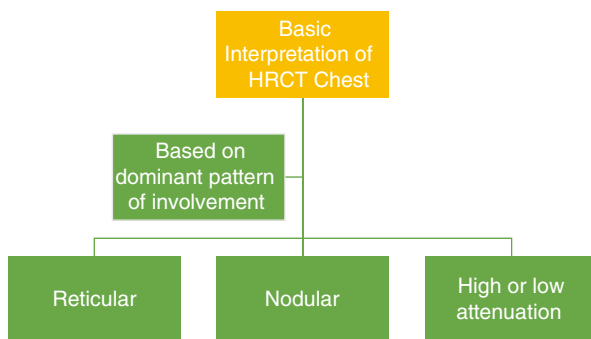 Basic
Interpretation of
HRCT Chest
Based on
dominant pattern
of involvement
Reticular
Nodular
High or low
attenuation